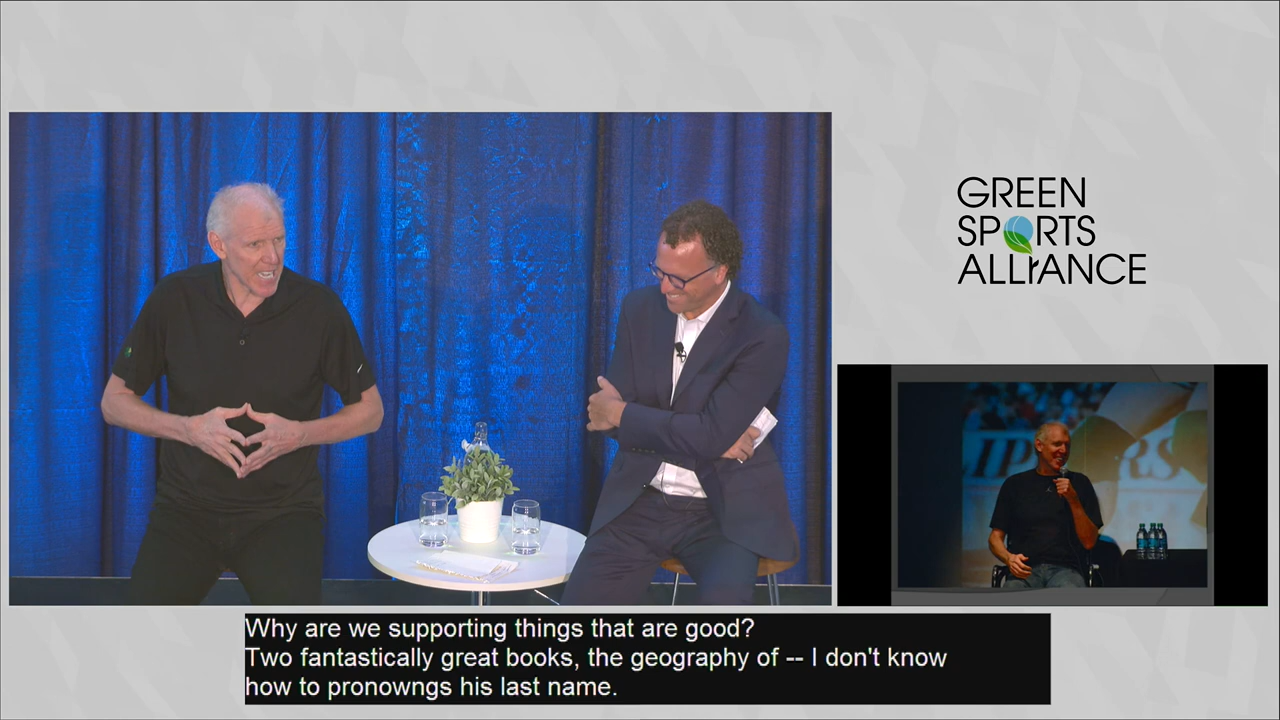 GREEN
SPORTS
ALLIANCE
IPPERS
Why are we supporting things that are good?
Two fantastically great books, the geography of -- I don't know
how to pronowngs his last name.